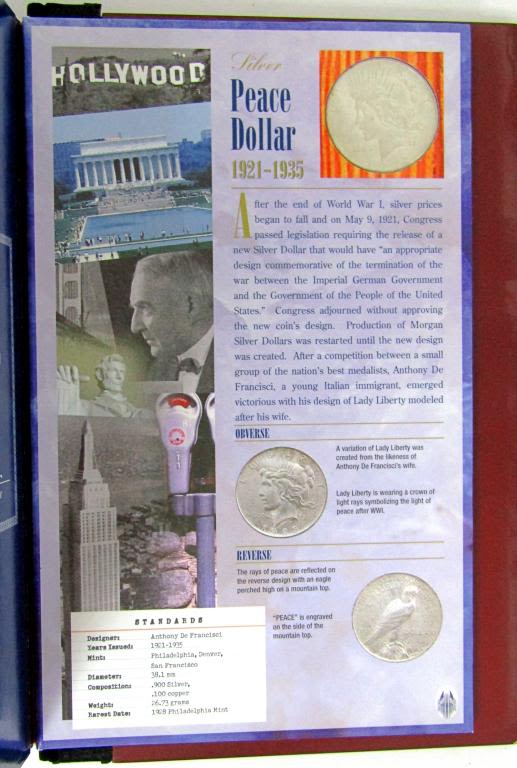 HOLLYWOOD
Silver
Peace
Dollar
1921-1935
After the end of World War I, silver prices
began to fall and on May 9, 1921, Congress
passed legislation requiring the release of a
new Silver Dollar that would have "an appropriate
design commemorative of the termination of the
war between the Imperial German Government
and the Government of the People of the United
States." Congress adjourned without approving
the new coin's design. Production of Morgan
Silver Dollars was restarted until the new design
was created. After a competition between a small
group of the nation's best medalists, Anthony De
Francisci, a young Italian immigrant, emerged
victorious with his design of Lady Liberty modeled
after his wife.
OBVERSE
A variation of Lady Liberty was
created from the likeness of
Anthony De Francisci's wife.
Lady Liberty is wearing a crown of
light rays symbolizing the light of
peace after WWI.
REVERSE
The rays of peace are reflected on
the reverse design with an eagle
perched high on a mountain top.
"PEACE" is engraved
on the side of the
mountain top.
STANDARDS
Designer: Anthony De Francisci
Years Issued: 1921-1935
Mint: Philadelphia, Denver,
San Francisco
Diameter: 38.1 mm
Composition: .900 Silver,
.100 copper
Weight: 26.73 grams
Rarest Date: 1928 Philadelphia Mint